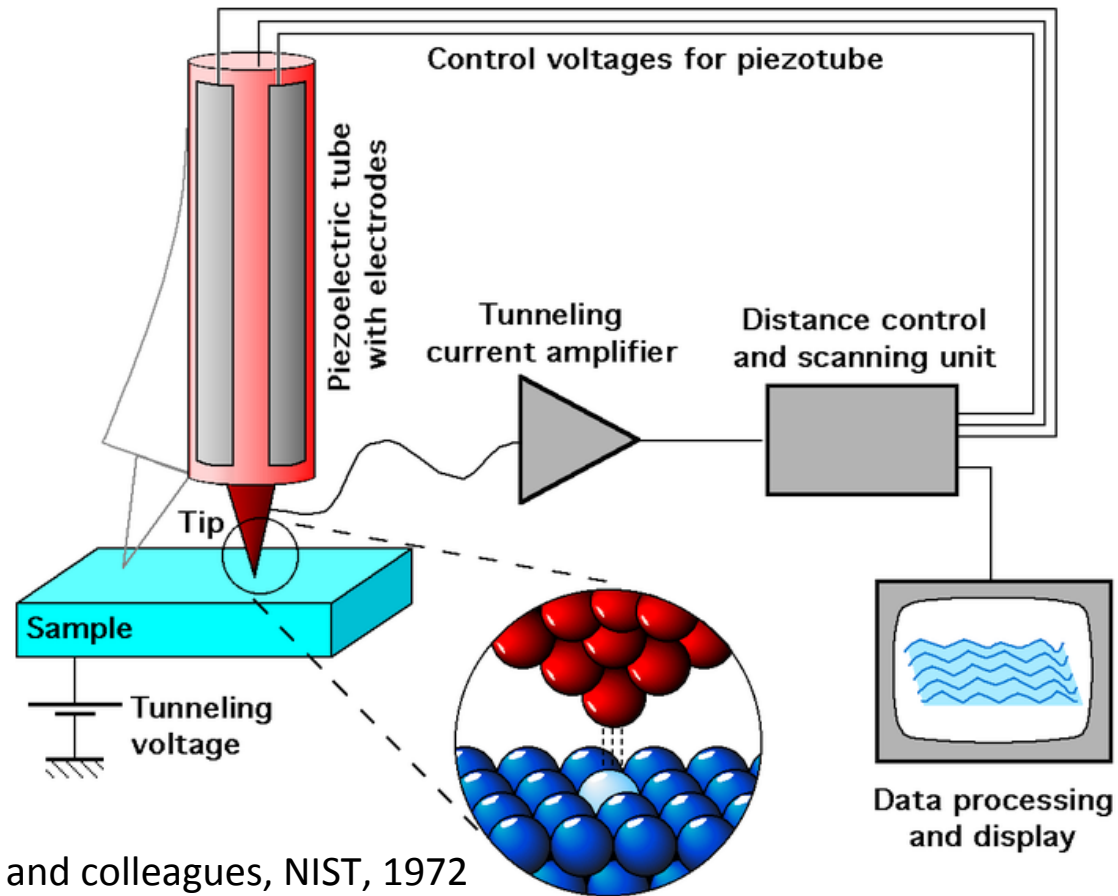 Control voltages for piezotube
Piezoelectric tube
with electrodes
Tunneling
current amplifier
Distance control
and scanning unit
Tip
Sample
Tunneling
voltage
Data processing
and display
and colleagues, NIST, 1972